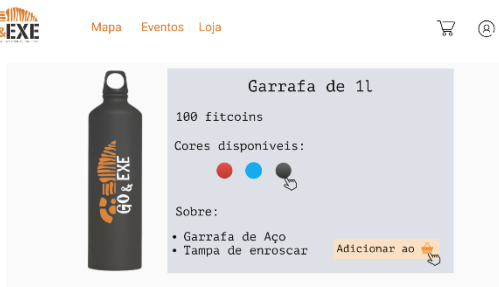 &EXE
Mapa Eventos Loja
Garrafa de 1l
100 fitcoins
Cores disponiveis:
GO & EXE
Sobre:
• Garrafa de Aço
• Tampa de enroscar
Adicionar ao